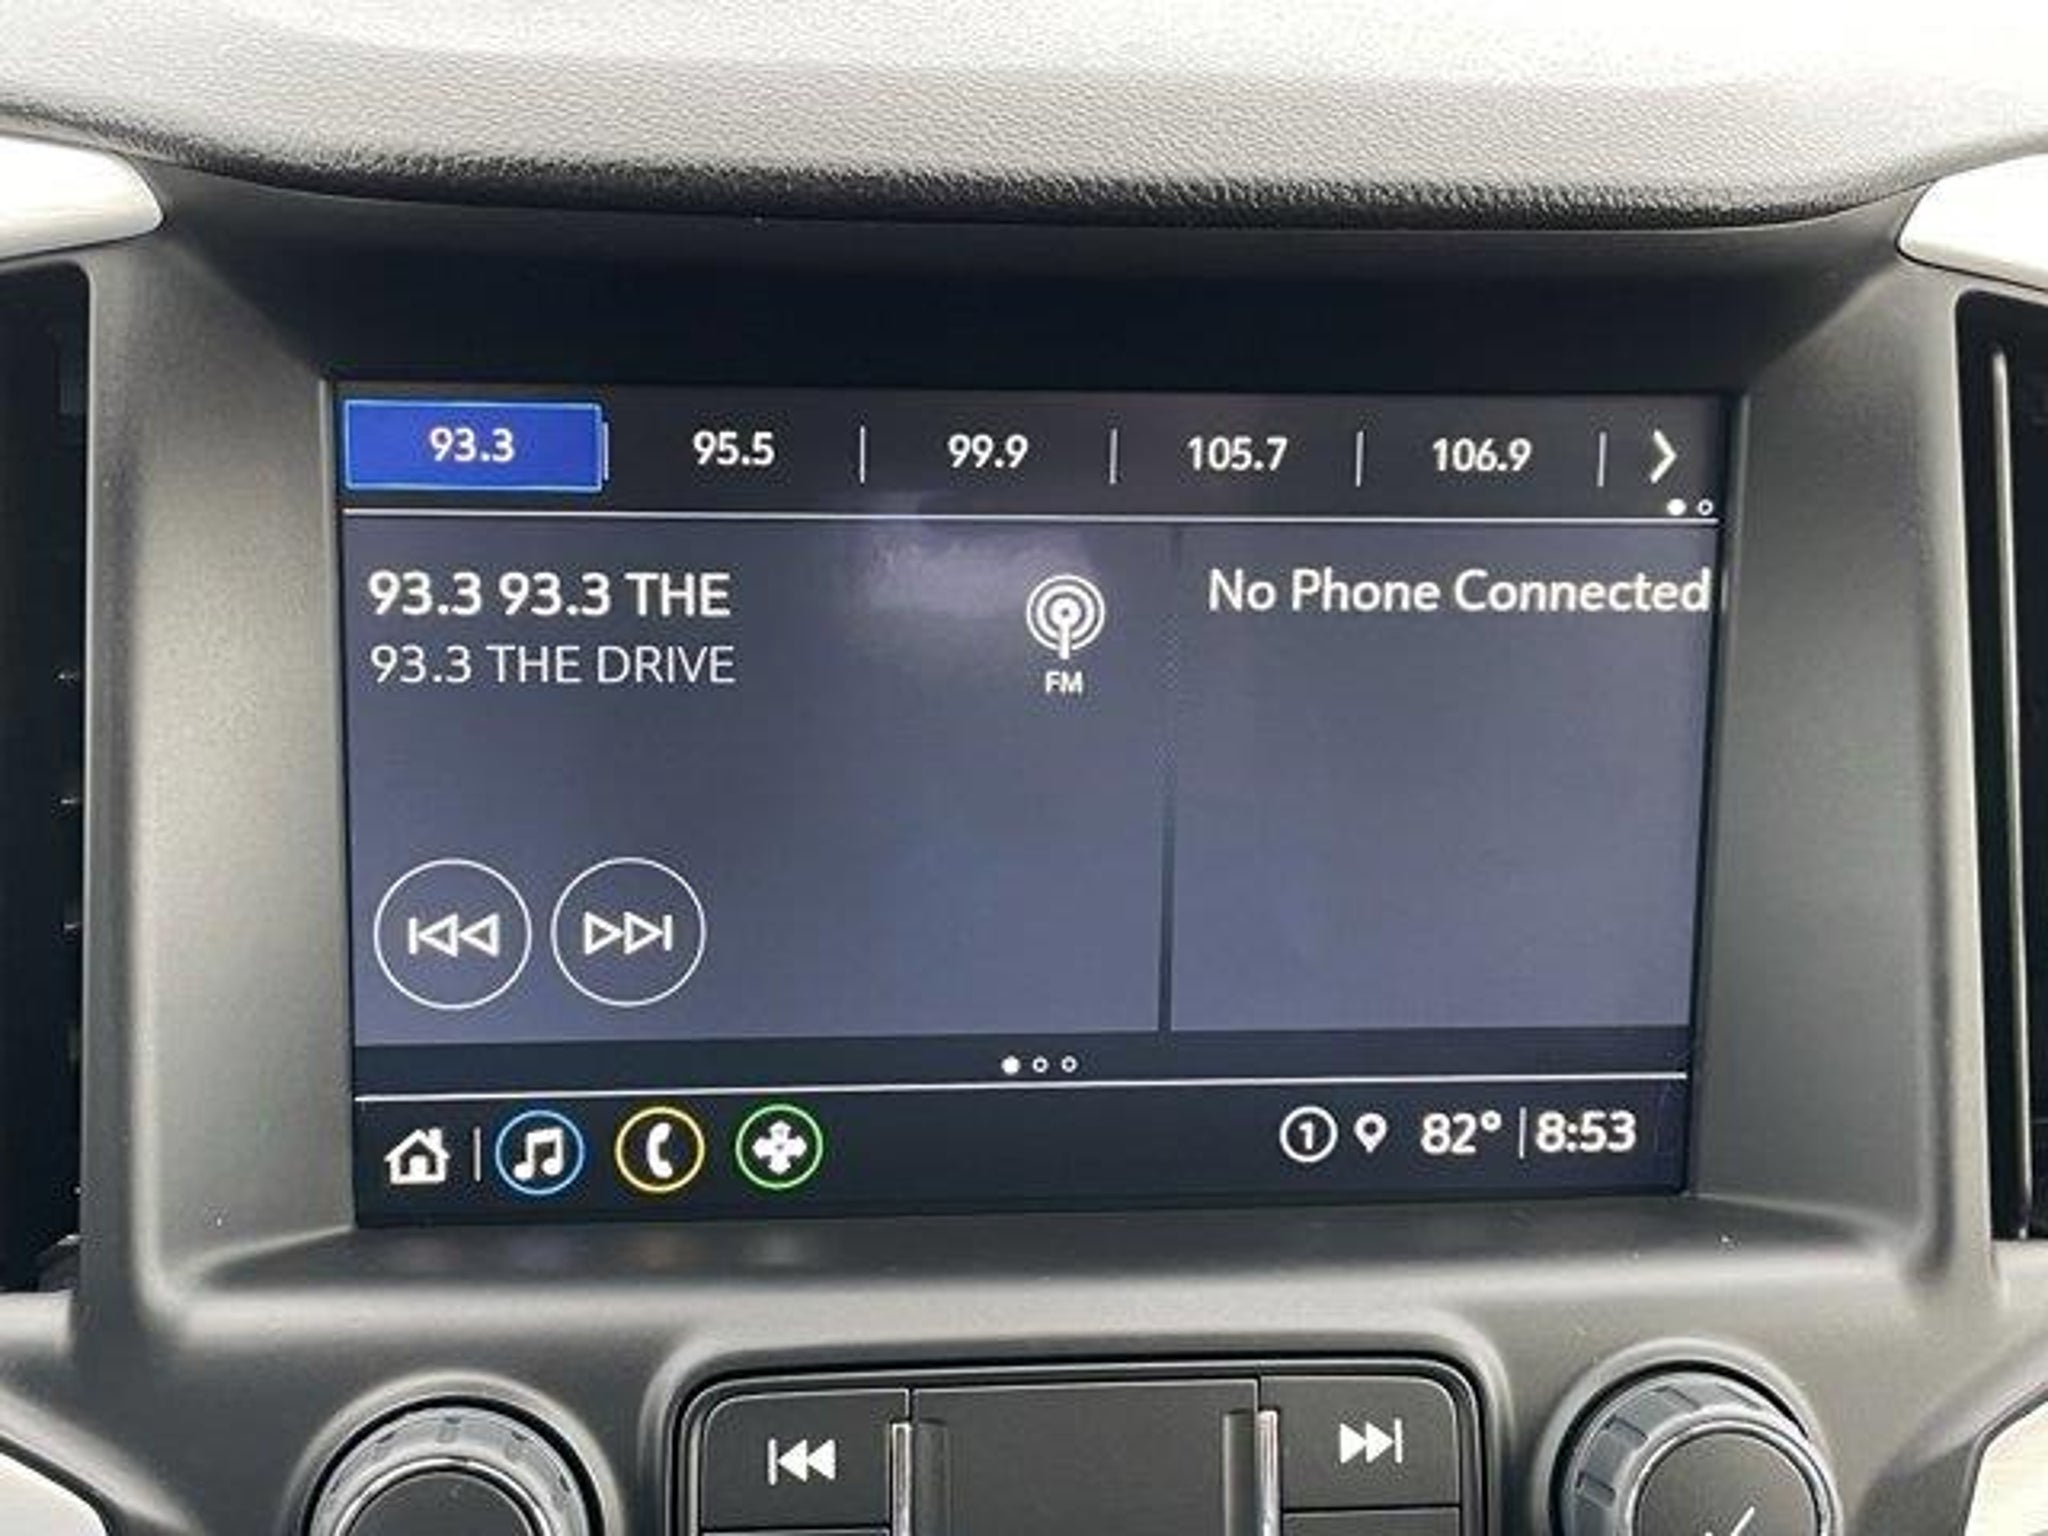 93.3 95.5 99.9 105.7 106.9
93.3 93.3 THE
93.3 THE DRIVE
FM
No Phone Connected
1 82° 8:53